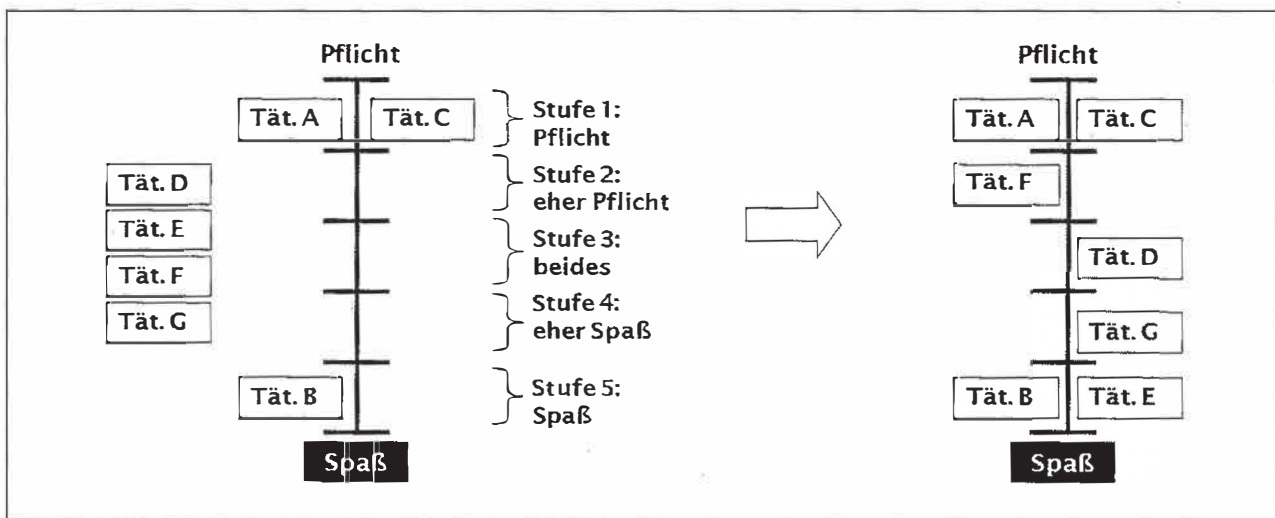 Pflicht
Tät. A
Tät. C
Stufe 1:
Pflicht
Tät. D
Tät. E
Tät. F
Tät. G
Stufe 2:
eher Pflicht
Stufe 3:
beides
Stufe 4:
eher Spaß
Tät. B
Stufe 5:
Spaß
Spaß
Pflicht
Tät. A
Tät. C
Tät. F
Tät. D
Tät. G
Tät. B
Tät. E
Spaß